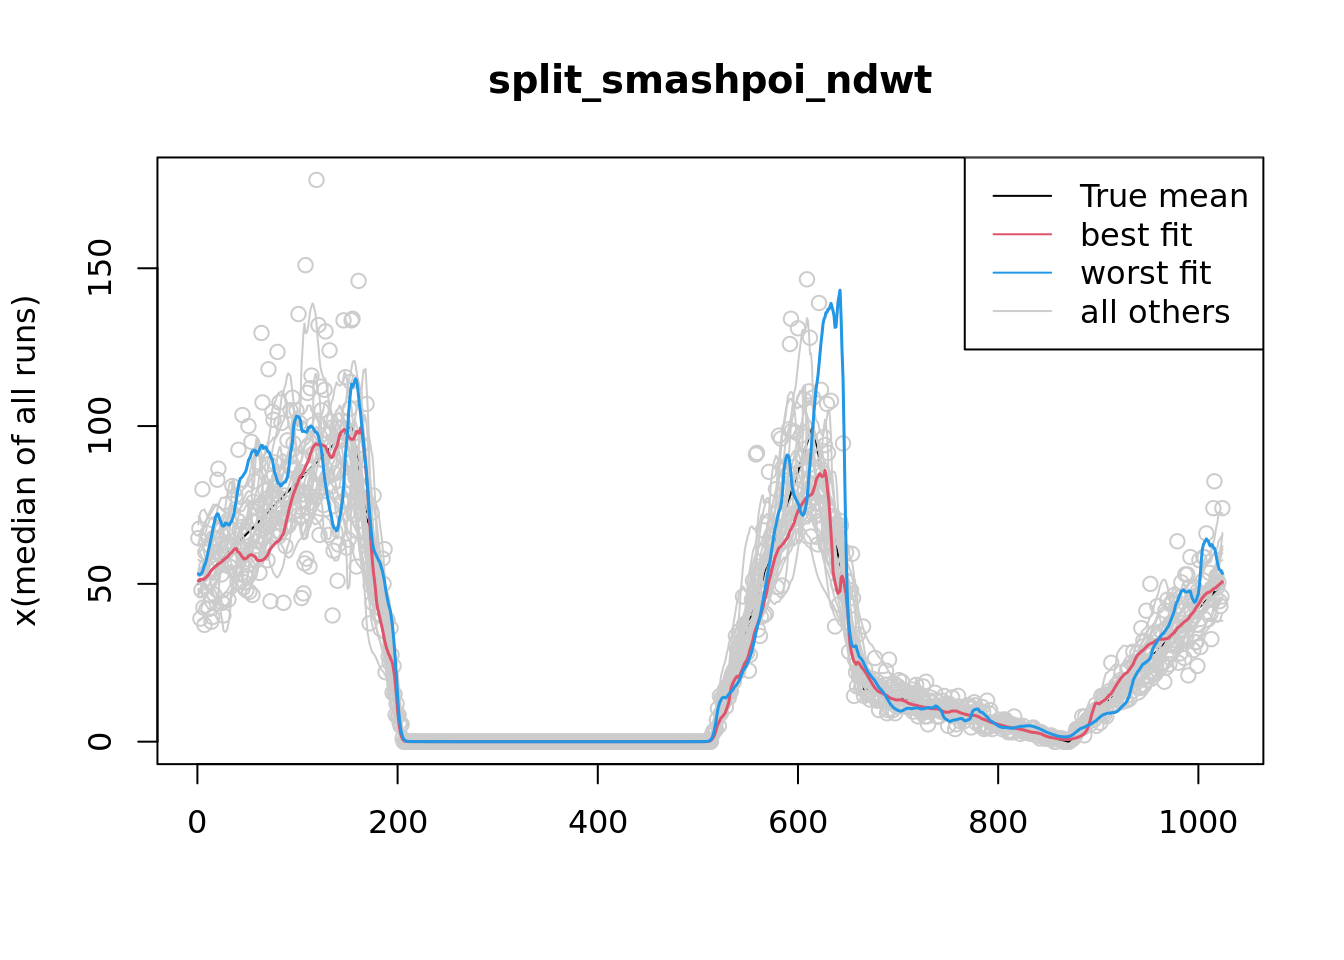 split_smashpoi_ndwt
True mean
best fit
worst fit
all others
x(median of all runs)
150
100
50
0
0 200 400 600 800 1000